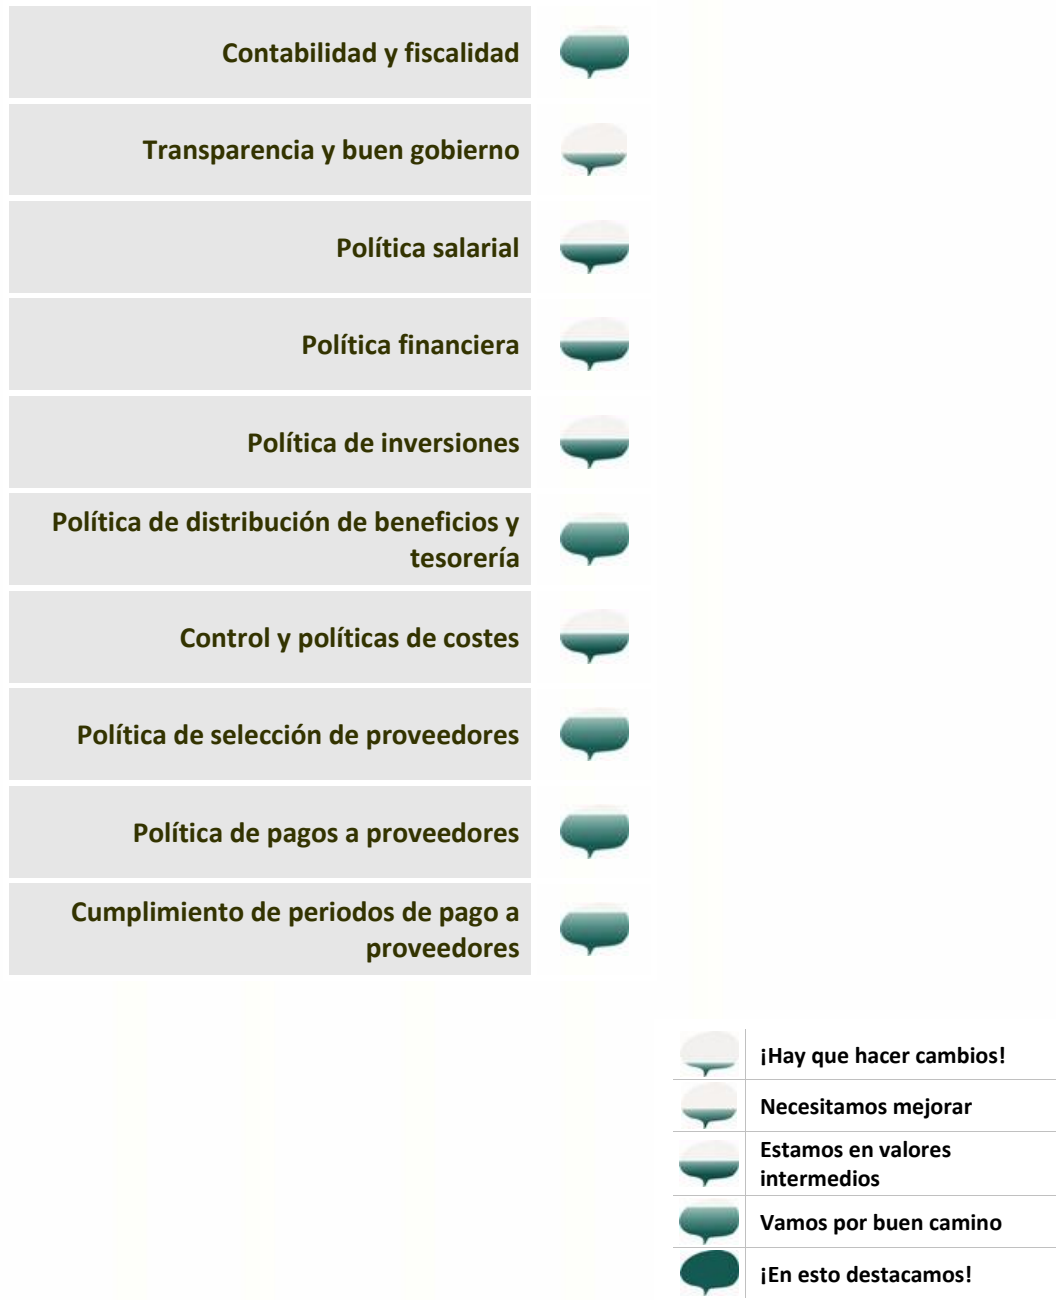 Contabilidad y fiscalidad
Transparencia y buen gobierno
Política salarial
Política financiera
Política de inversiones
Política de distribución de beneficios y
tesorería
Control y políticas de costes
Política de selección de proveedores
Política de pagos a proveedores
Cumplimiento de periodos de pago a
proveedores
¡Hay que hacer cambios!
Necesitamos mejorar
Estamos en valores
intermedios
Vamos por buen camino
¡En esto destacamos!